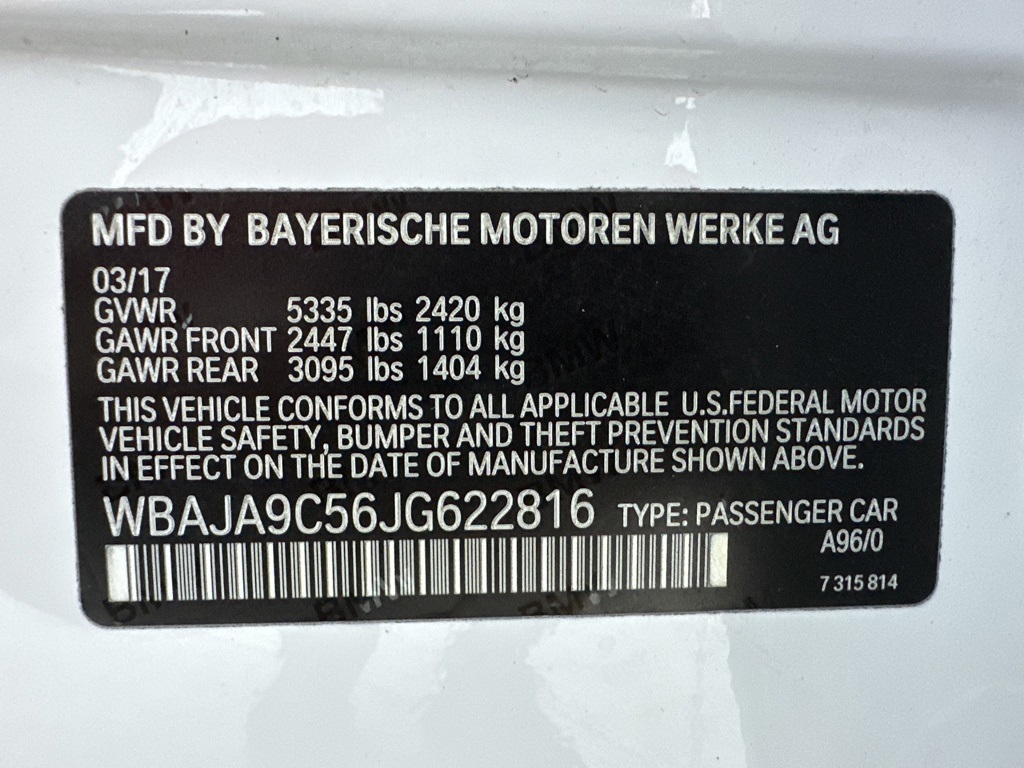 MFD BY BAYERISCHE MOTOREN WERKE AG
03/17
GVWR 5335 lbs 2420 kg
GAWR FRONT 2447 lbs 1110 kg
GAWR REAR 3095 lbs 1404 kg
THIS VEHICLE CONFORMS TO ALL APPLICABLE U.S.FEDERAL MOTOR
VEHICLE SAFETY, BUMPER AND THEFT PREVENTION STANDARDS
IN EFFECT ON THE DATE OF MANUFACTURE SHOWN ABOVE.
WBAJA9C56JG622816 TYPE: PASSENGER CAR
A96/0
7 315 814